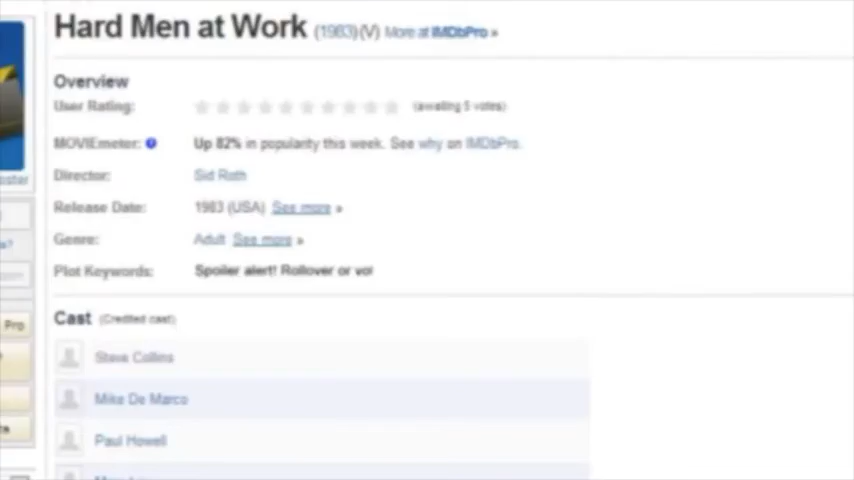 Hard Men at Work (1983) (V) More at IMDbPro »
Overview
User Rating: (awaiting 5 votes)
MOVIEmeter: Up 82% in popularity this week. See why on IMDbPro.
Director: Sid Roth
Release Date: 1983 (USA) See more »
Genre: Adult See more »
Plot Keywords: Spoiler alert! Rollover or vo
Cast (Credited cast)
Steve Collins
Mike De Marco
Paul Howell
Pro